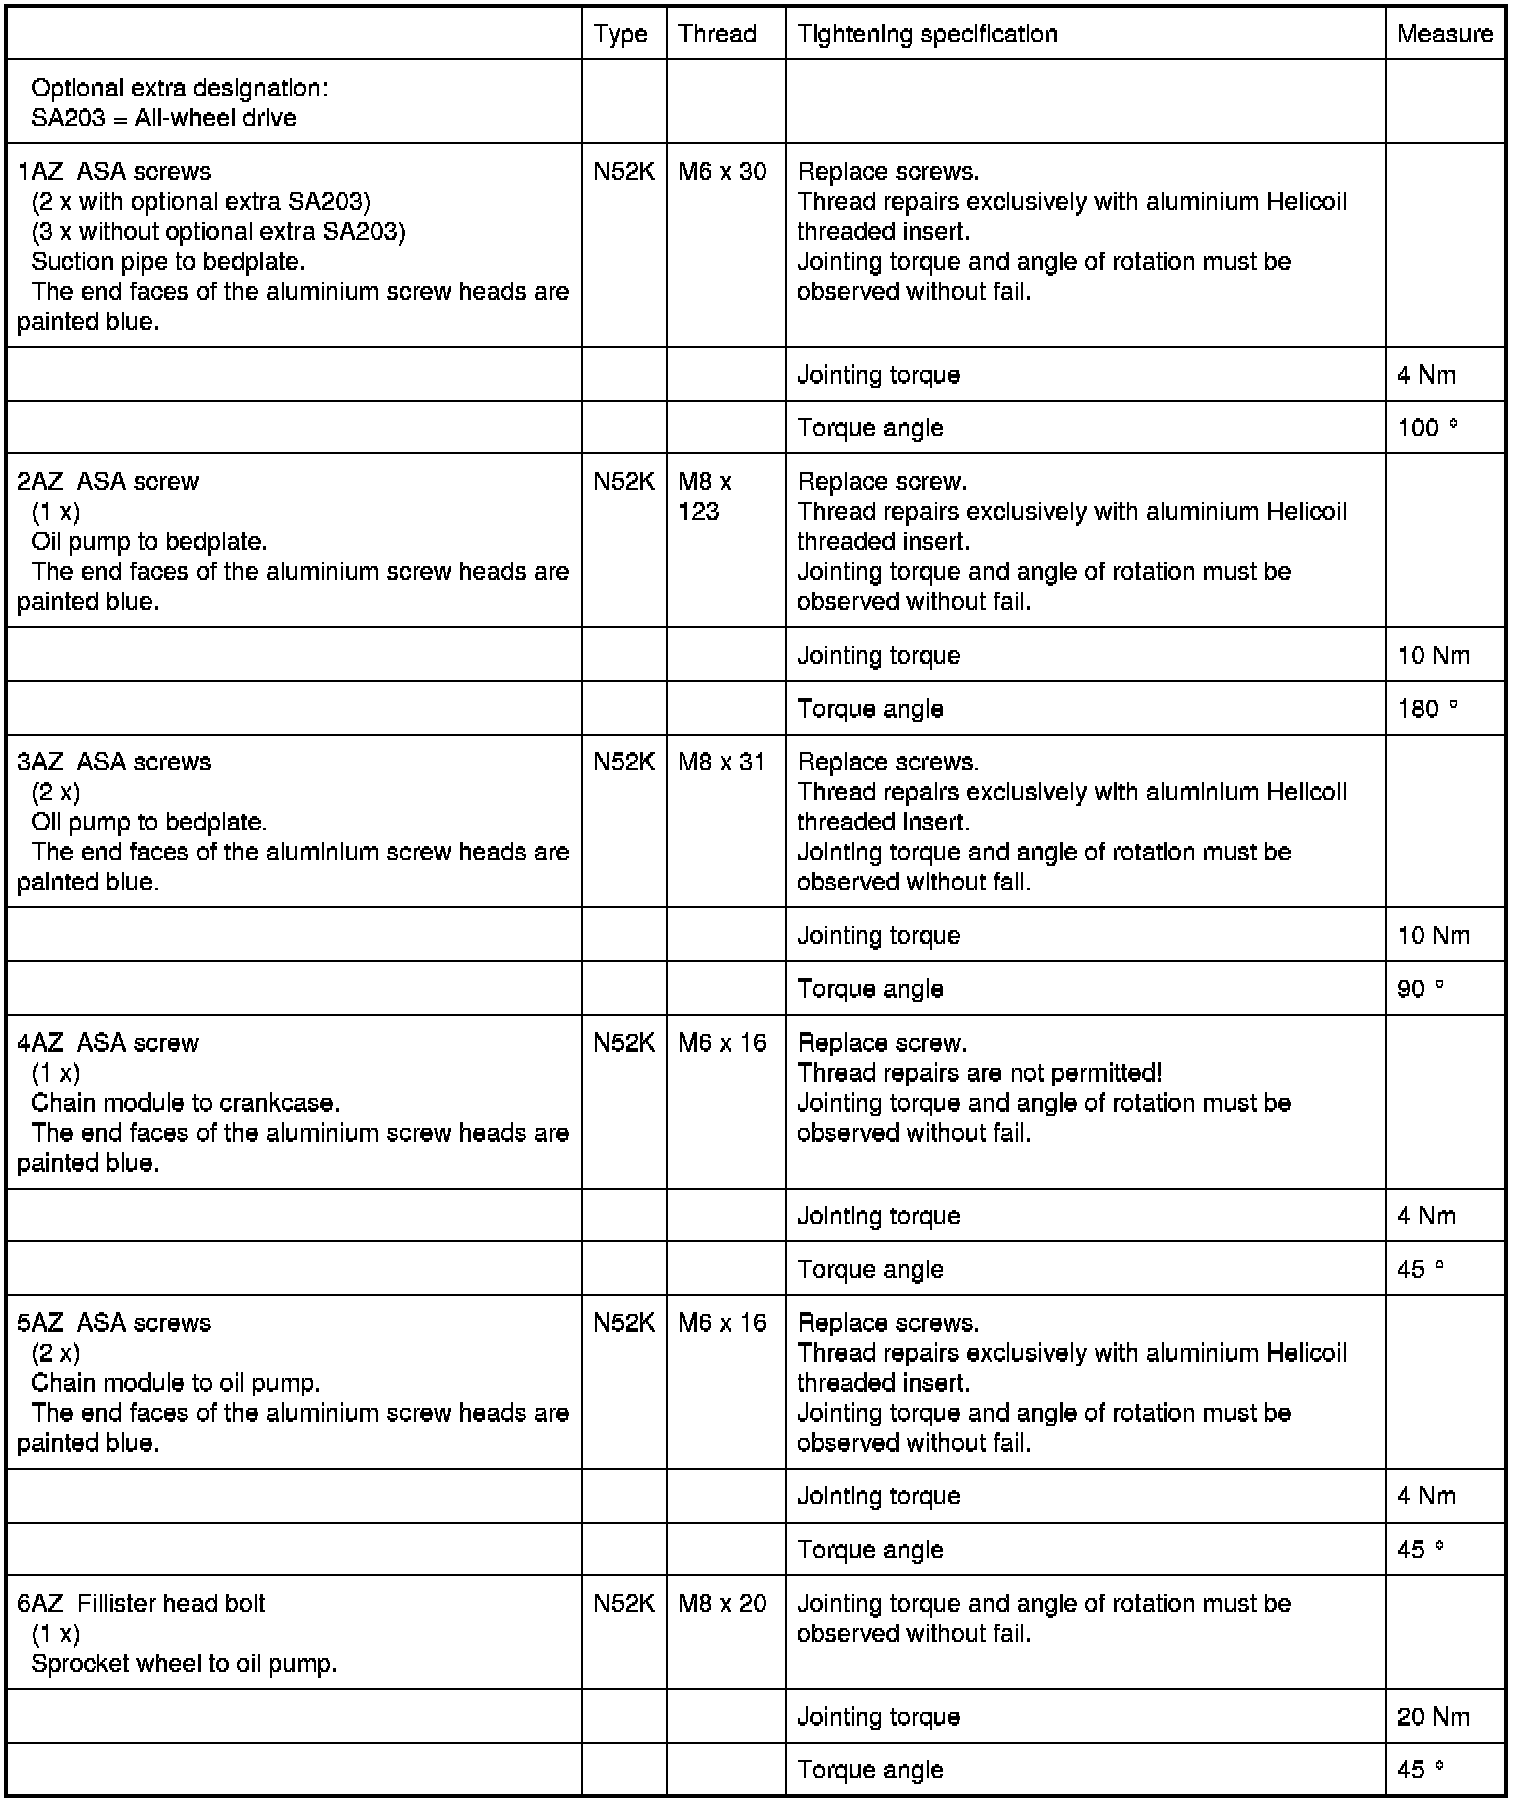 Type Thread Tightening specification Measure
Optional extra designation:
SA203 = All-wheel drive
1AZ ASA screws N52K M6 x 30 Replace screws.
(2 x with optional extra SA203) Thread repairs exclusively with aluminium Helicoil
(3 x without optional extra SA203) threaded insert.
Suction pipe to bedplate. Jointing torque and angle of rotation must be
The end faces of the aluminium screw heads are observed without fail.
painted blue.
Jointing torque 4 Nm
Torque angle 100 °
2AZ ASA screw N52K M8 x Replace screw.
(1 x) 123 Thread repairs exclusively with aluminium Helicoil
Oil pump to bedplate. threaded insert.
The end faces of the aluminium screw heads are Jointing torque and angle of rotation must be
painted blue. observed without fail.
Jointing torque 10 Nm
Torque angle 180 °
3AZ ASA screws N52K M8 x 31 Replace screws.
(2 x) Thread repairs exclusively with aluminium Helicoil
Oil pump to bedplate. threaded insert.
The end faces of the aluminium screw heads are Jointing torque and angle of rotation must be
painted blue. observed without fail.
Jointing torque 10 Nm
Torque angle 90 °
4AZ ASA screw N52K M6 x 16 Replace screw.
(1 x) Thread repairs are not permitted!
Chain module to crankcase. Jointing torque and angle of rotation must be
The end faces of the aluminium screw heads are observed without fail.
painted blue.
Jointing torque 4 Nm
Torque angle 45 °
5AZ ASA screws N52K M6 x 16 Replace screws.
(2 x) Thread repairs exclusively with aluminium Helicoil
Chain module to oil pump. threaded insert.
The end faces of the aluminium screw heads are Jointing torque and angle of rotation must be
painted blue. observed without fail.
Jointing torque 4 Nm
Torque angle 45 °
6AZ Fillister head bolt N52K M8 x 20 Jointing torque and angle of rotation must be
(1 x) observed without fail.
Sprocket wheel to oil pump.
Jointing torque 20 Nm
Torque angle 45 °